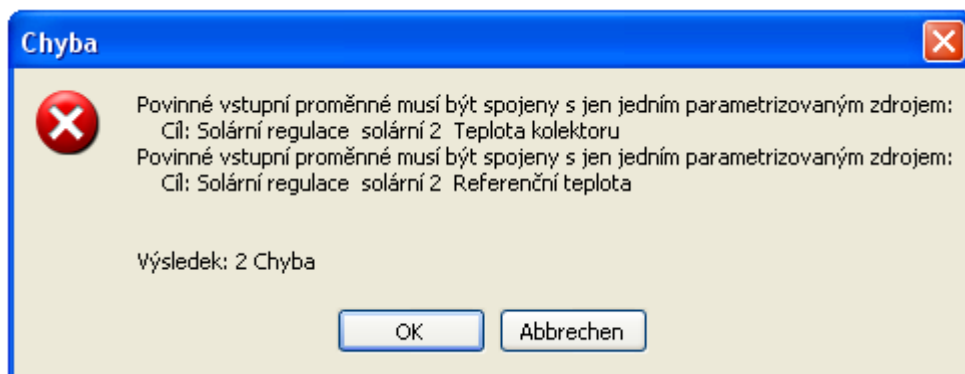 Chyba
Povinné vstupní proměnné musí být spojeny s jen jedním parametrizovaným zdrojem:
Cíl: Solární regulace solární 2 Teplota kolektoru
Povinné vstupní proměnné musí být spojeny s jen jedním parametrizovaným zdrojem:
Cíl: Solární regulace solární 2 Referenční teplota
Výsledek: 2 Chyba
OK
Abbrechen